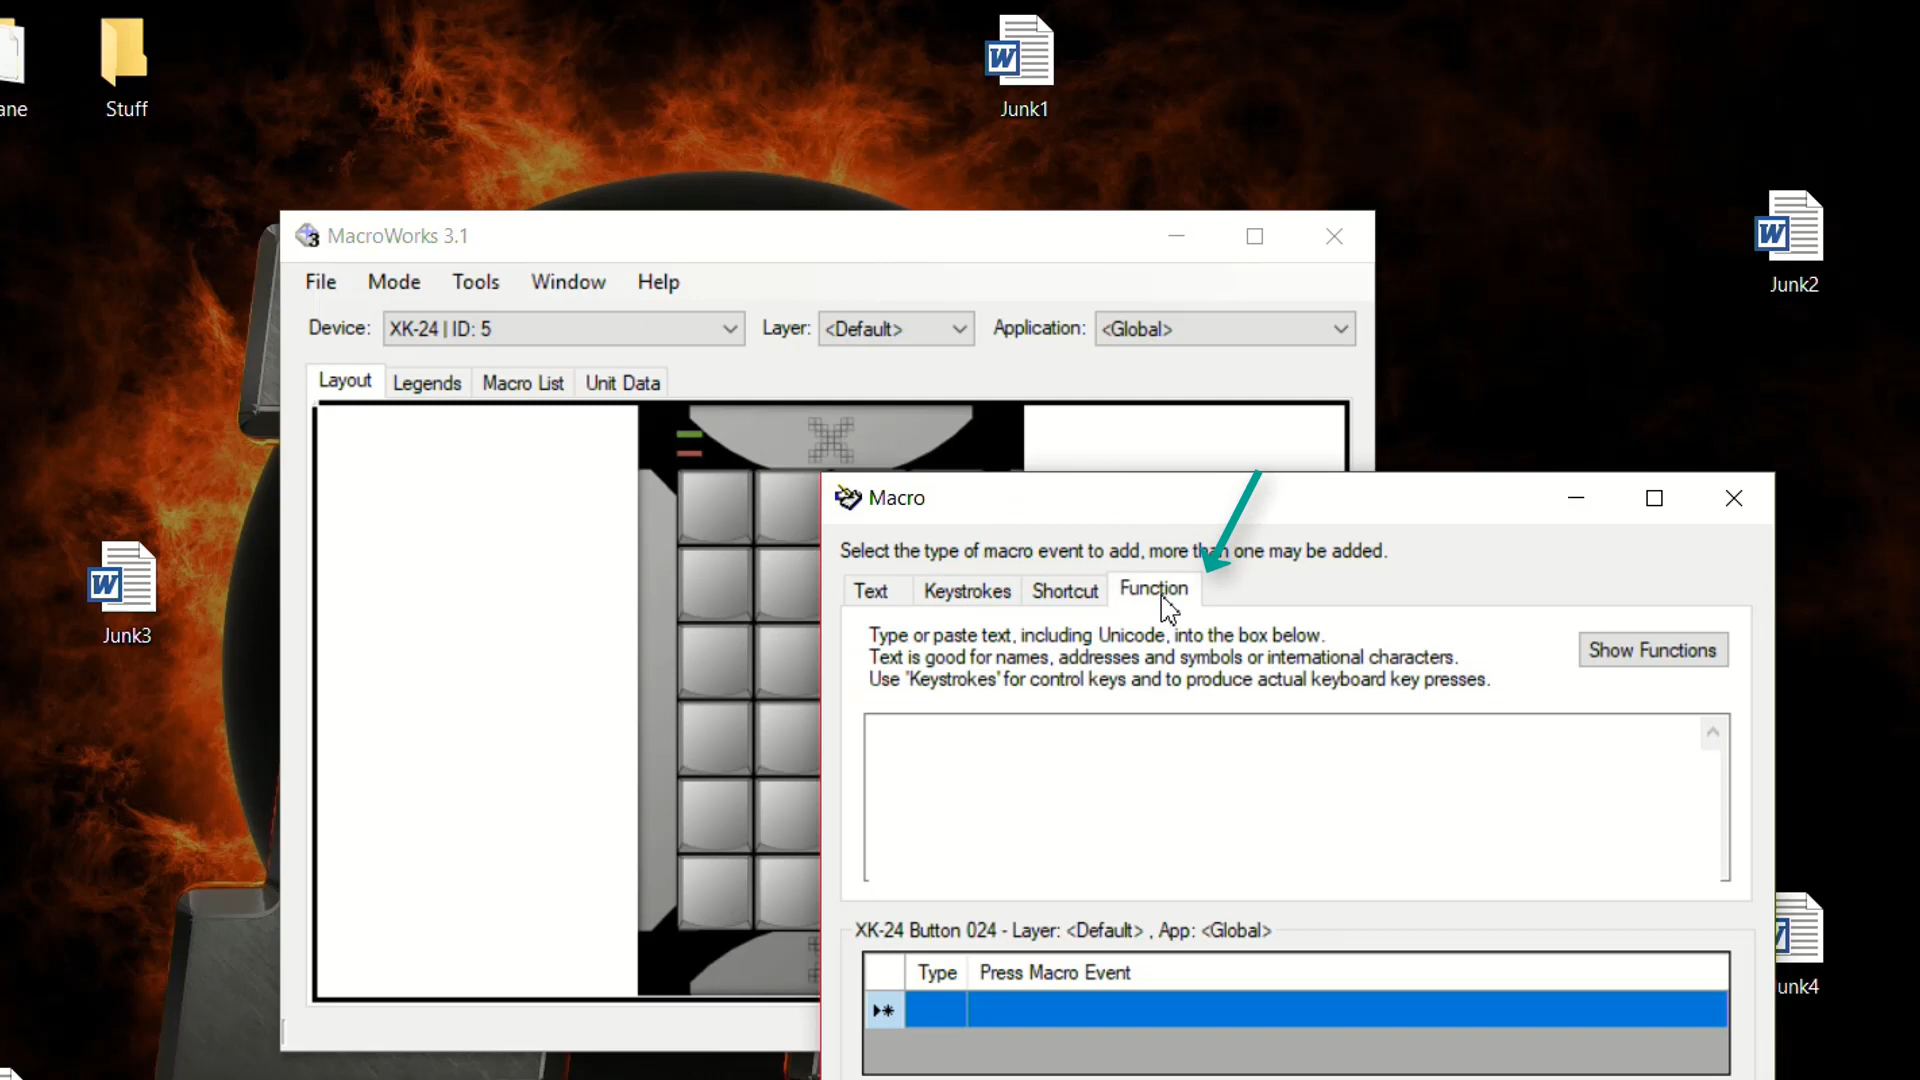 ane
Stuff
Junk1
Junk2
Junk3
MacroWorks 3.1
File Mode Tools Window Help
Device: XK-24 | ID: 5 Layer: <Default> Application: <Global>
Layout Legends Macro List Unit Data
Macro
Select the type of macro event to add, more than one may be added.
Text Keystrokes Shortcut Function
Type or paste text, including Unicode, into the box below.
Text is good for names, addresses and symbols or international characters.
Use 'Keystrokes' for control keys and to produce actual keyboard key presses.
Show Functions
XK-24 Button 024 - Layer: <Default> , App: <Global>
Type Press Macro Event
unk4